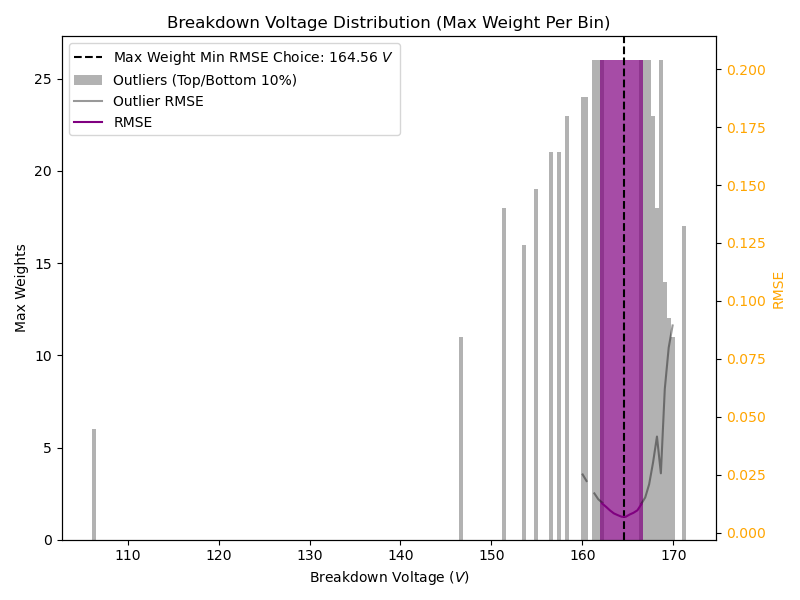 Breakdown Voltage Distribution (Max Weight Per Bin)
Max Weight Min RMSE Choice: 164.56 V
Outliers (Top/Bottom 10%)
Outlier RMSE
RMSE
Max Weights
25
20
15
10
5
0
110 120 130 140 150 160 170
Breakdown Voltage (V)
0.200
0.175
0.150
0.125
0.100
0.075
0.050
0.025
0.000
RMSE